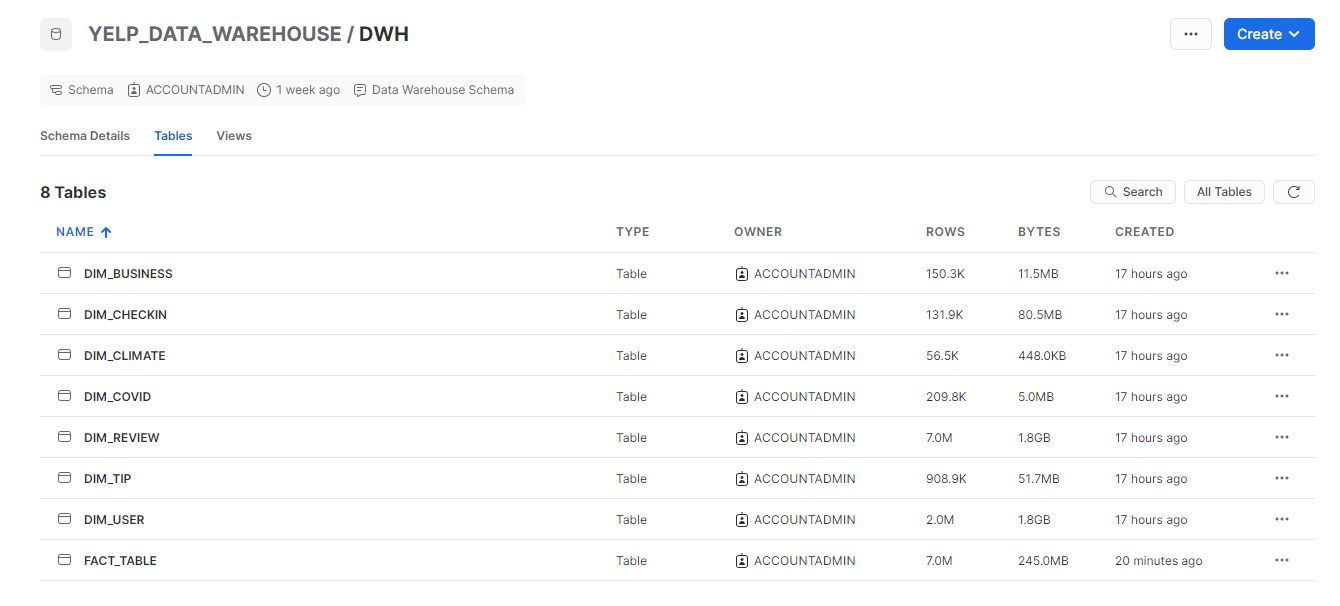 YELP_DATA_WAREHOUSE / DWH
... Create
Schema ACCOUNTADMIN 1 week ago Data Warehouse Schema
Schema Details Tables Views
8 Tables
Search All Tables
NAME TYPE OWNER ROWS BYTES CREATED
DIM_BUSINESS Table ACCOUNTADMIN 150.3K 11.5MB 17 hours ago ...
DIM_CHECKIN Table ACCOUNTADMIN 131.9K 80.5MB 17 hours ago ...
DIM_CLIMATE Table ACCOUNTADMIN 56.5K 448.0KB 17 hours ago ...
DIM_COVID Table ACCOUNTADMIN 209.8K 5.0MB 17 hours ago ...
DIM_REVIEW Table ACCOUNTADMIN 7.0M 1.8GB 17 hours ago ...
DIM_TIP Table ACCOUNTADMIN 908.9K 51.7MB 17 hours ago ...
DIM_USER Table ACCOUNTADMIN 2.0M 1.8GB 17 hours ago ...
FACT_TABLE Table ACCOUNTADMIN 7.0M 245.0MB 20 minutes ago ...